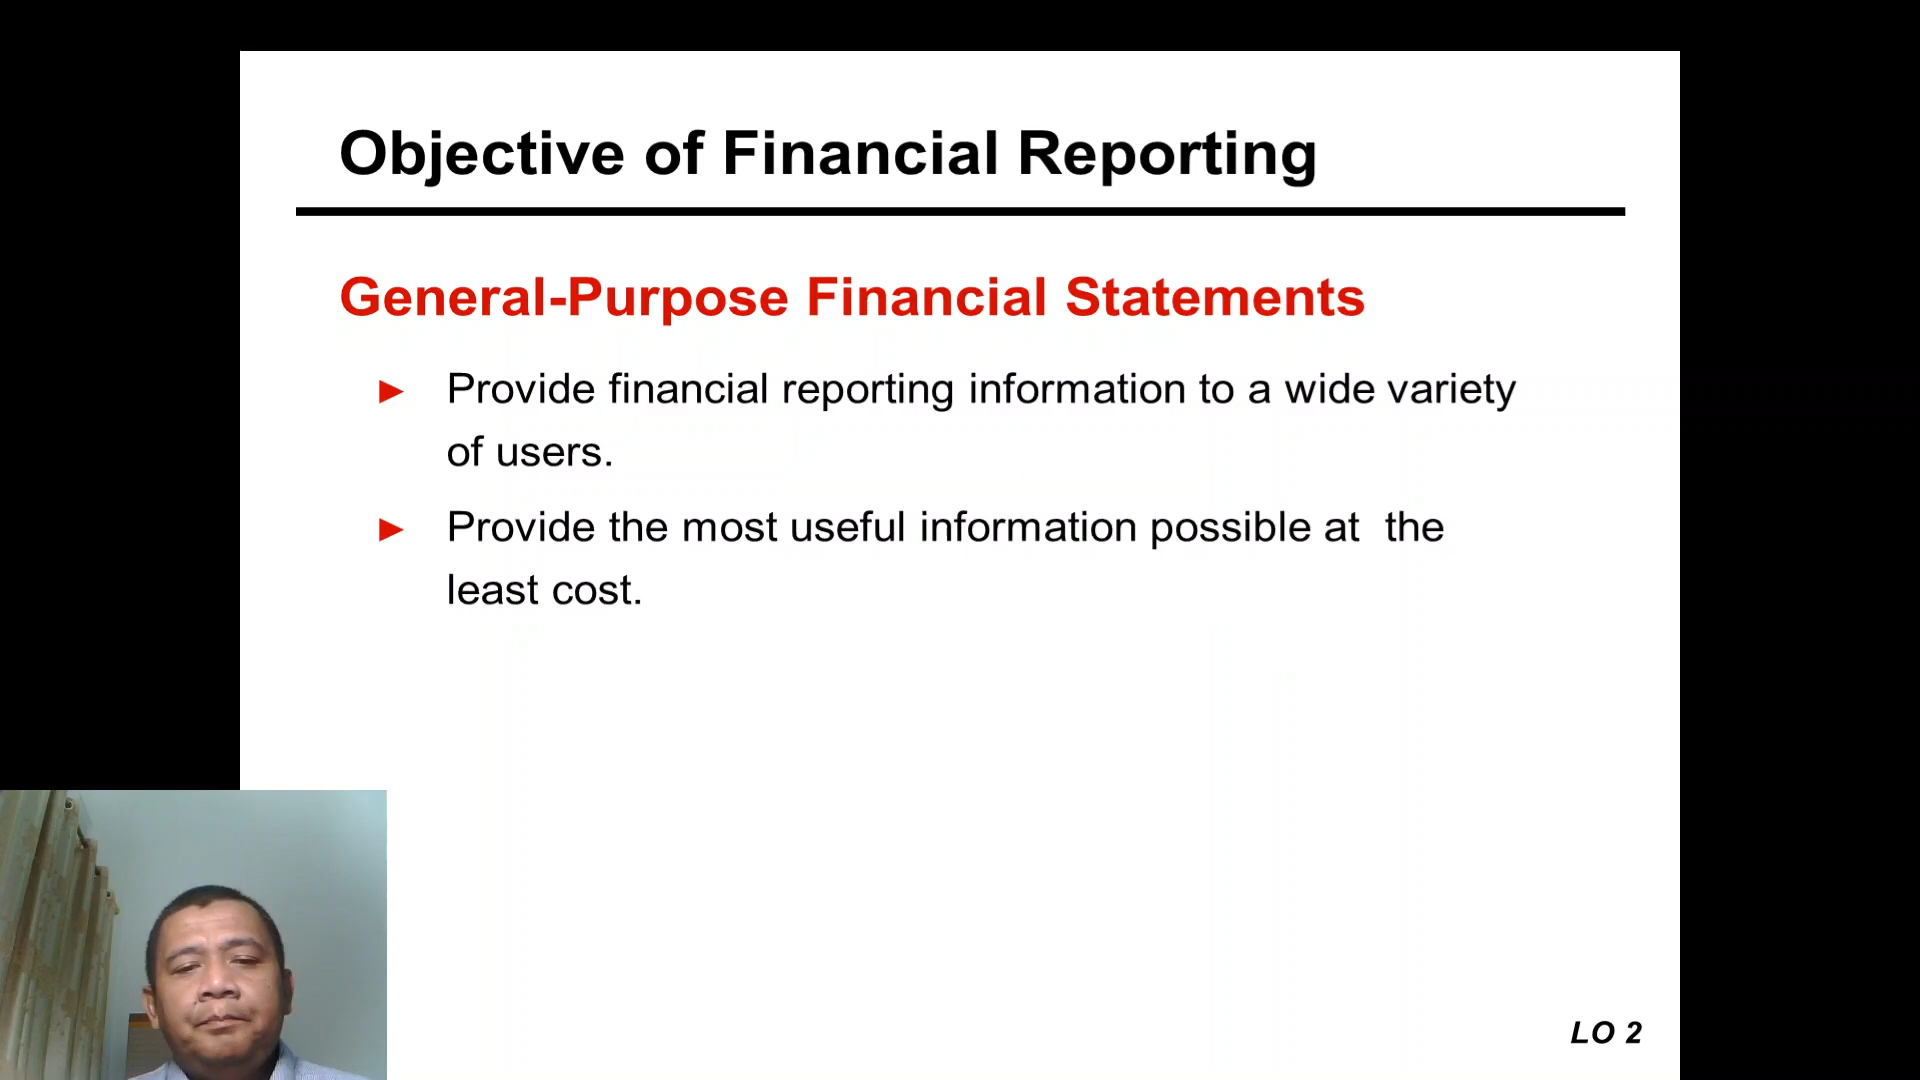 Objective of Financial Reporting
General-Purpose Financial Statements
► Provide financial reporting information to a wide variety
of users.
► Provide the most useful information possible at  the
least cost.
LO 2